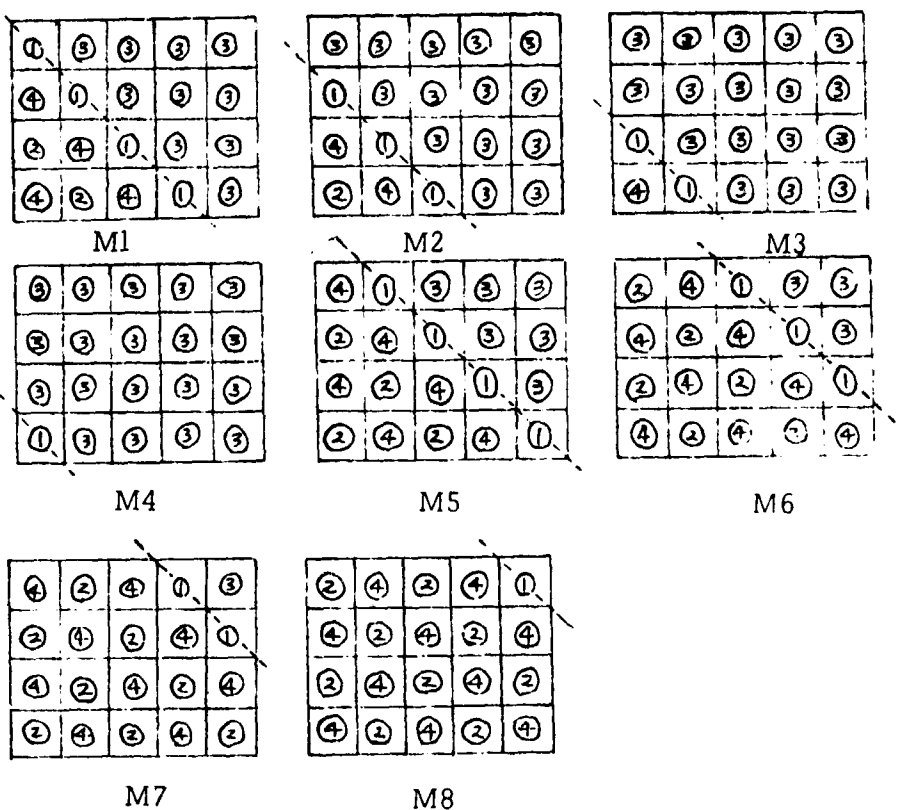 ① ③ ③ ③ ③
④ ① ③ ③ ③
② ④ ① ③ ③
④ ② ④ ① ③
M1
③ ③ ③ ③ ③
① ③ ③ ③ ③
④ ① ③ ③ ③
② ④ ① ③ ③
M2
③ ③ ③ ③ ③
③ ③ ③ ③ ③
① ③ ③ ③ ③
④ ① ③ ③ ③
M3
③ ③ ③ ③ ③
③ ③ ③ ③ ③
③ ③ ③ ③ ③
① ③ ③ ③ ③
M4
④ ① ③ ③ ③
② ④ ① ③ ③
④ ② ④ ① ③
② ④ ② ④ ①
M5
② ④ ① ③ ③
④ ② ④ ① ③
② ④ ② ④ ①
④ ② ④ ② ④
M6
④ ② ④ ① ③
② ④ ② ④ ①
④ ② ④ ② ④
② ④ ② ④ ②
M7
② ④ ② ④ ①
④ ② ④ ② ④
② ④ ② ④ ②
④ ② ④ ② ④
M8